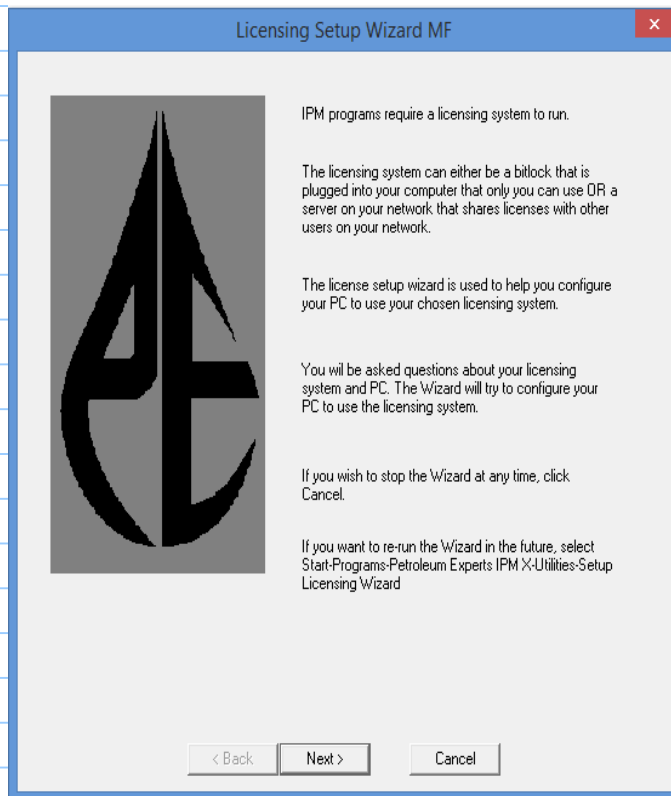 Licensing Setup Wizard MF
x
IPM programs require a licensing system to run.
The licensing system can either be a bitlock that is
plugged into your computer that only you can use OR a
server on your network that shares licenses with other
users on your network.
The license setup wizard is used to help you configure
your PC to use your chosen licensing system.
You wil be asked questions about your licensing
system and PC. The Wizard will try to configure your
PC to use the licensing system.
If you wish to stop the Wizard at any time, click
Cancel.
If you want to re-run the Wizard in the future, select
Start-Programs-Petroleum Experts IPM X-Utilities-Setup
Licensing Wizard
< Back Next > Cancel